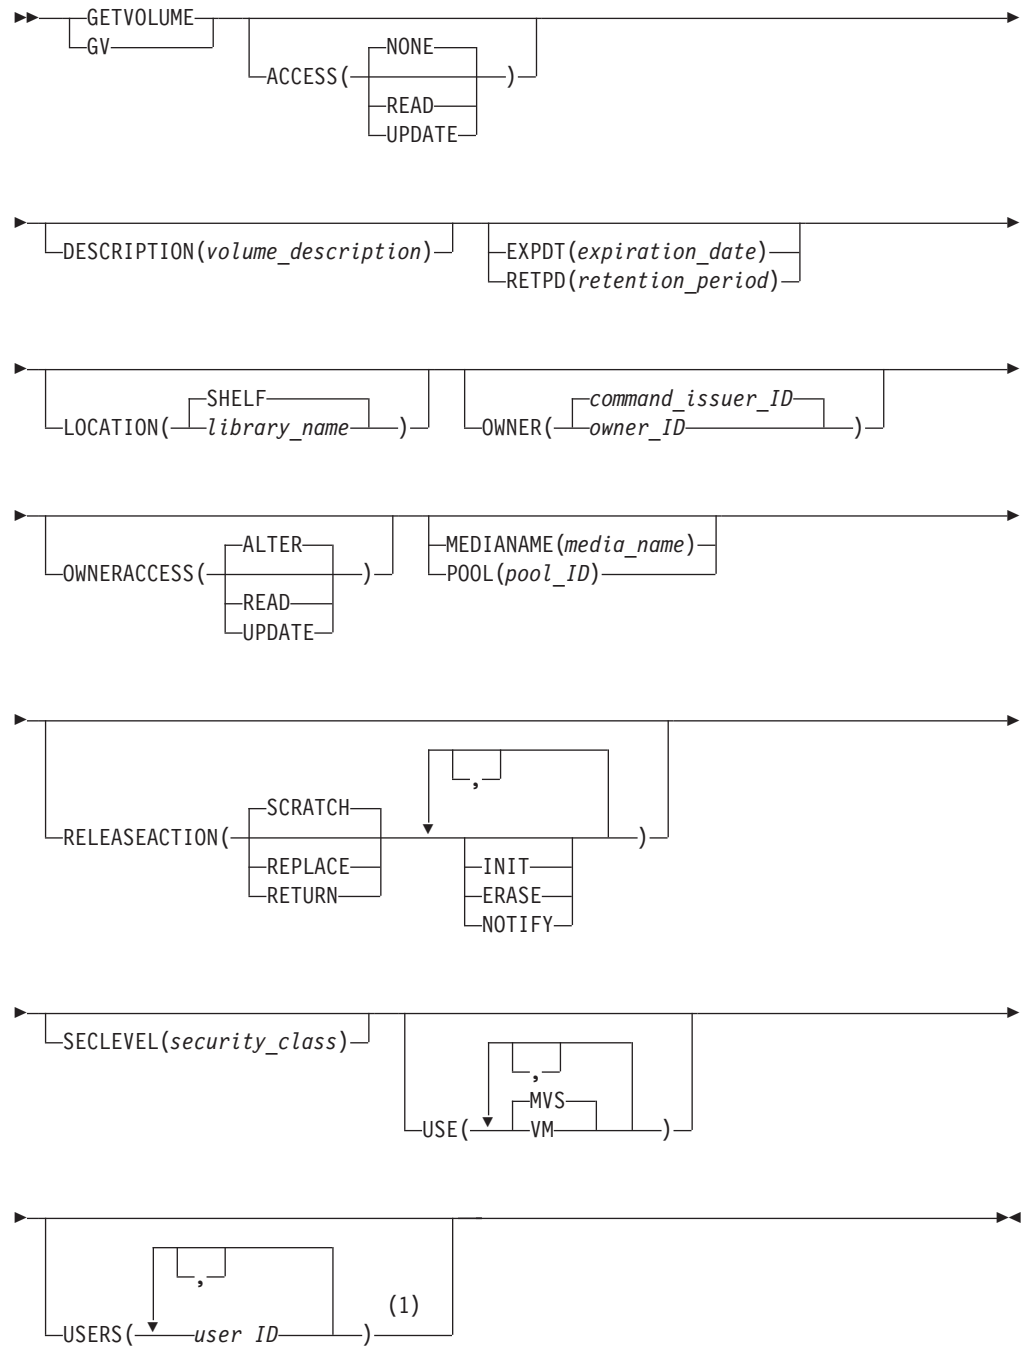 GETVOLUME
GV
ACCESS(
NONE
READ
UPDATE
)
DESCRIPTION(volume_description)
EXPDT(expiration_date)
RETPD(retention_period)
LOCATION(
SHELF
library_name
)
OWNER(
command_issuer_ID
owner_ID
)
OWNERACCESS(
ALTER
READ
UPDATE
)
MEDIANAME(media_name)
POOL(pool_ID)
RELEASEACTION(
SCRATCH
REPLACE
RETURN
,
INIT
ERASE
NOTIFY
)
SECLEVEL(security_class)
USE(
,
MVS
VM
)
USERS(
,
user ID
)
(1)